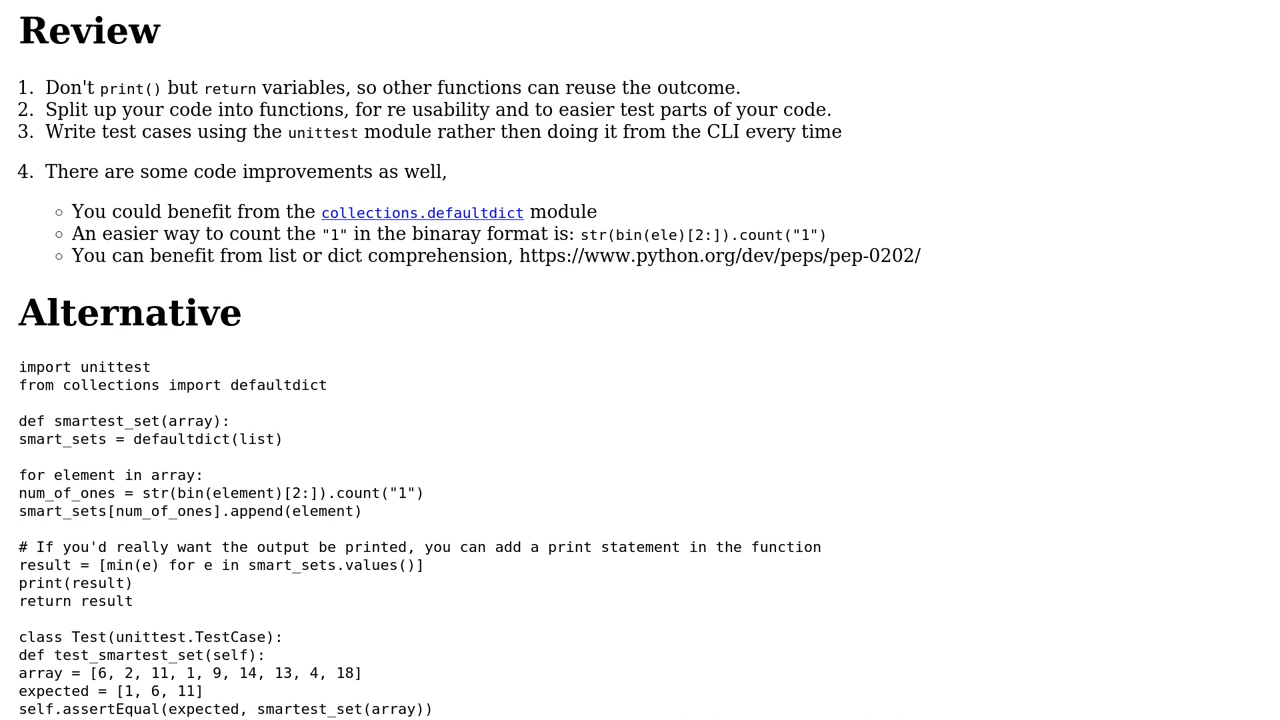 Review
1. Don't print() but return variables, so other functions can reuse the outcome.
2. Split up your code into functions, for re usability and to easier test parts of your code.
3. Write test cases using the unittest module rather then doing it from the CLI every time
4. There are some code improvements as well,
◦ You could benefit from the collections.defaultdict module
◦ An easier way to count the "1" in the binaray format is: str(bin(ele)[2:]).count("1")
◦ You can benefit from list or dict comprehension, https://www.python.org/dev/peps/pep-0202/
Alternative
import unittest
from collections import defaultdict
def smartest_set(array):
smart_sets = defaultdict(list)
for element in array:
num_of_ones = str(bin(element)[2:]).count("1")
smart_sets[num_of_ones].append(element)
# If you'd really want the output be printed, you can add a print statement in the function
result = [min(e) for e in smart_sets.values()]
print(result)
return result
class Test(unittest.TestCase):
def test_smartest_set(self):
array = [6, 2, 11, 1, 9, 14, 13, 4, 18]
expected = [1, 6, 11]
self.assertEqual(expected, smartest_set(array))